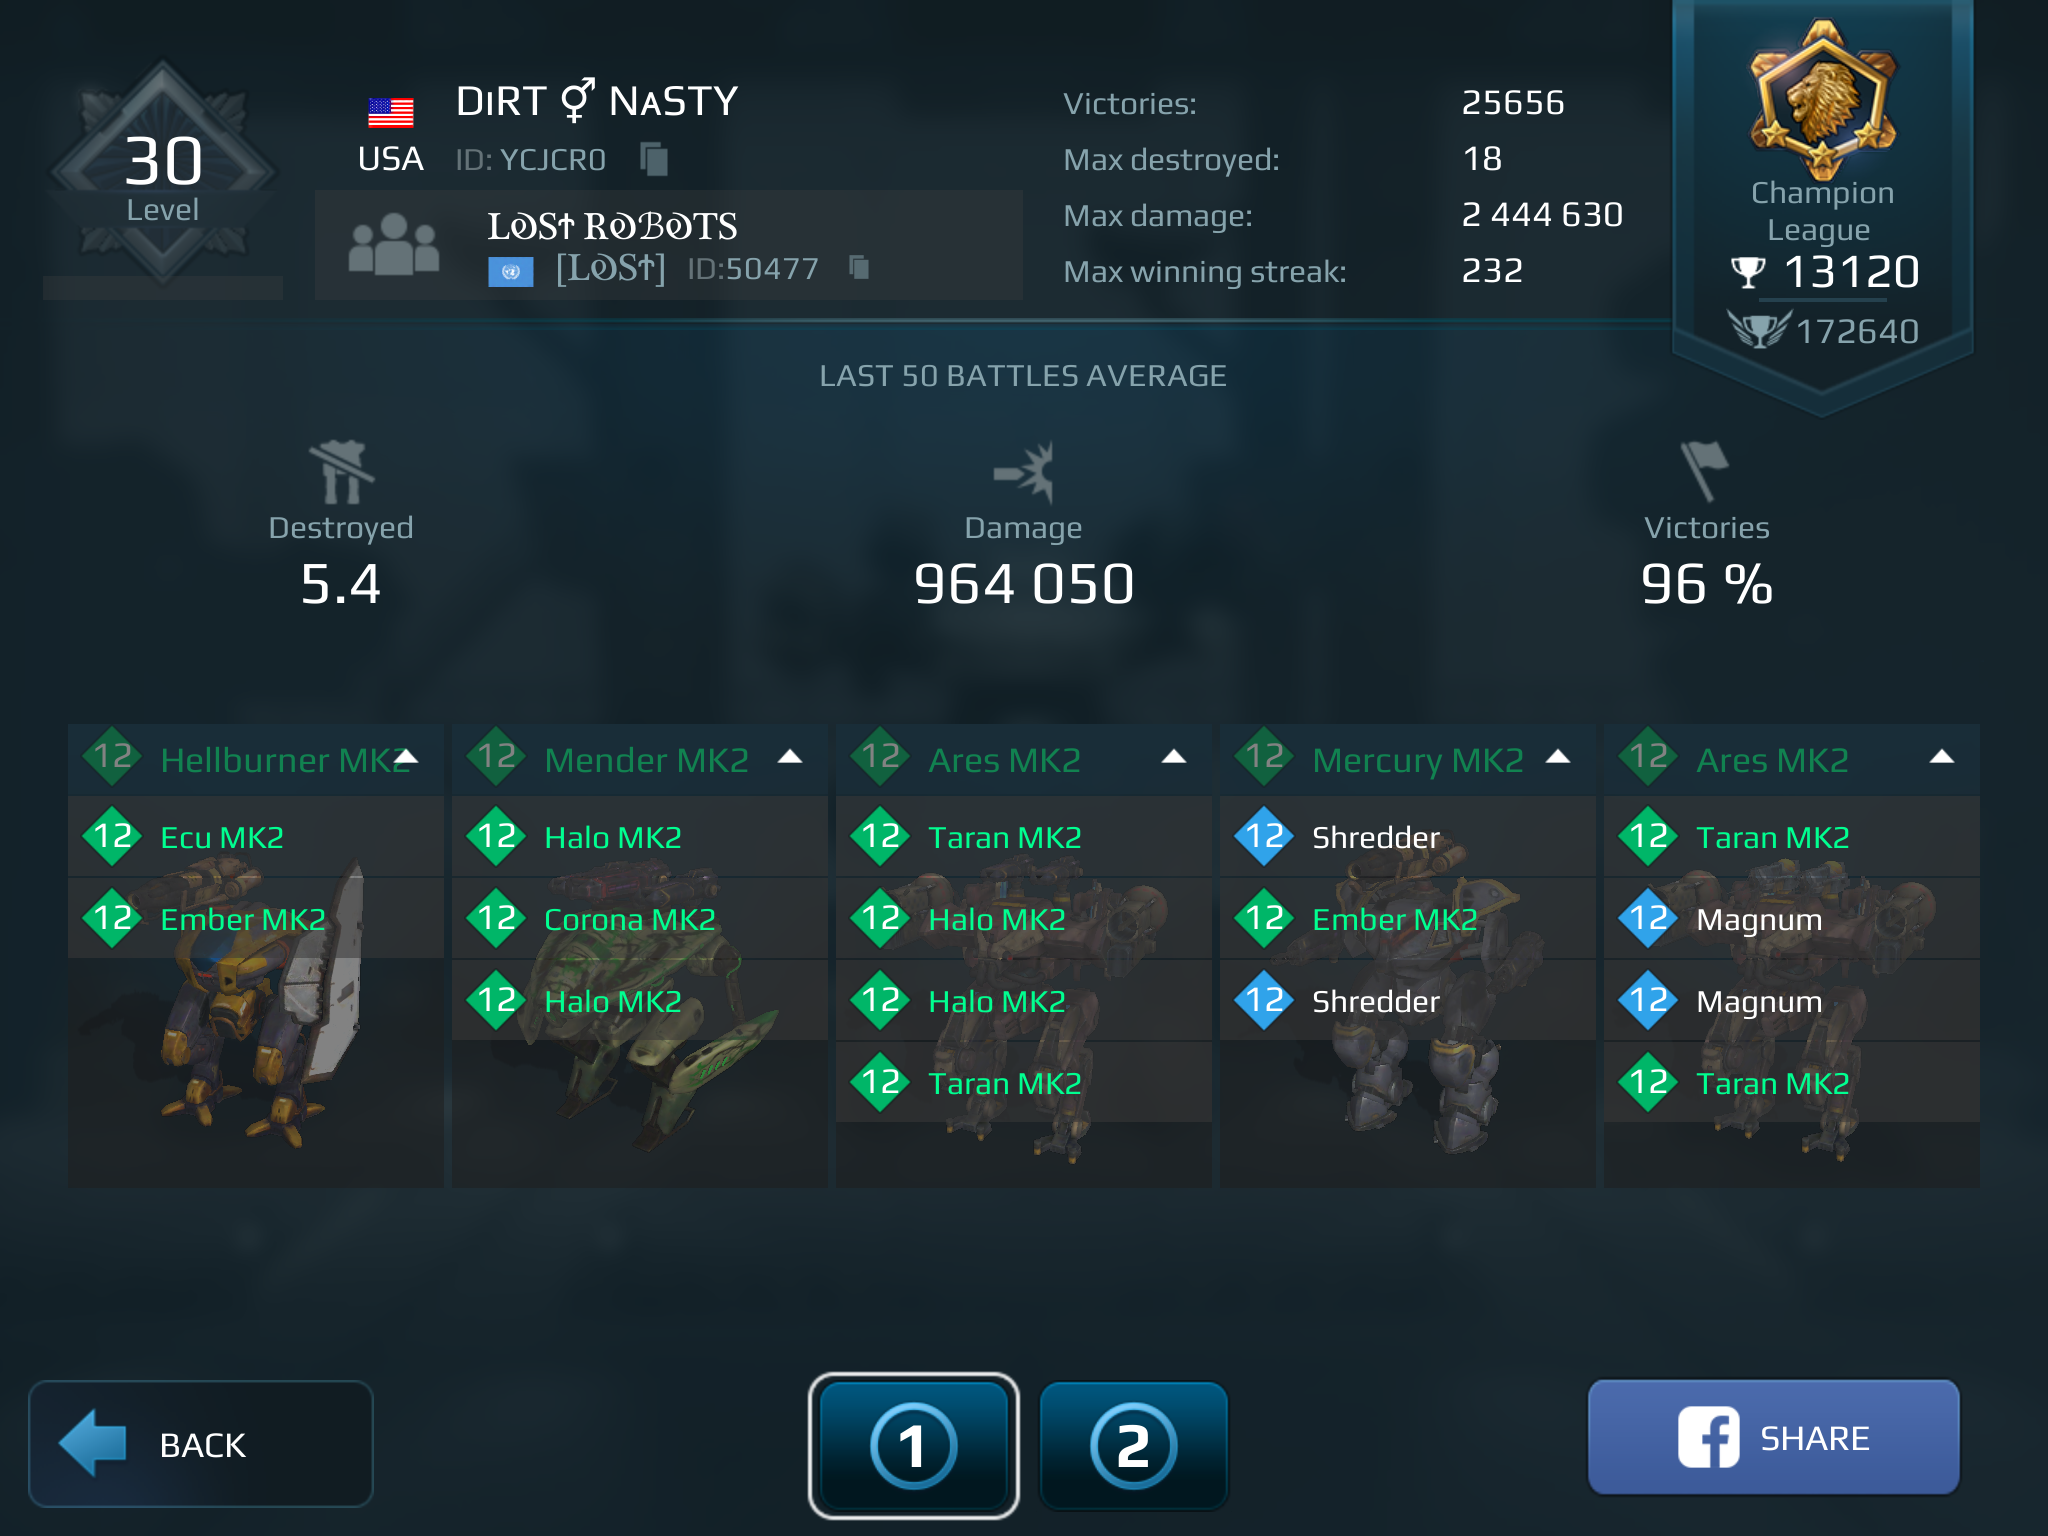 30
Level
USA
DıRT ⚥ NᴀSTY
ID: YCJCR0
LᘐSϯ RᘐℬᘐTS
[LᘐSϯ] ID:50477
Victories: 25656
Max destroyed: 18
Max damage: 2 444 630
Max winning streak: 232
Champion
League
13120
172640
LAST 50 BATTLES AVERAGE
Destroyed
5.4
Damage
964 050
Victories
96 %
12 Hellburner MK2
12 Ecu MK2
12 Ember MK2
12 Mender MK2
12 Halo MK2
12 Corona MK2
12 Halo MK2
12 Ares MK2
12 Taran MK2
12 Halo MK2
12 Halo MK2
12 Taran MK2
12 Mercury MK2
12 Shredder
12 Ember MK2
12 Shredder
12 Ares MK2
12 Taran MK2
12 Magnum
12 Magnum
12 Taran MK2
BACK
1
2
SHARE